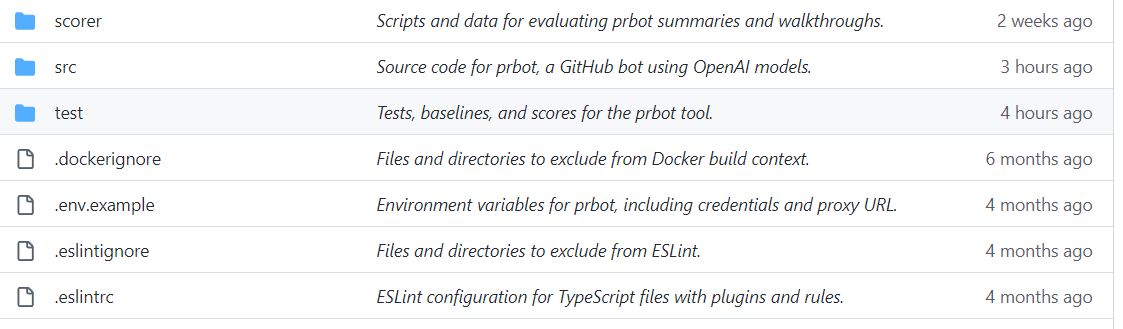 scorer Scripts and data for evaluating prbot summaries and walkthroughs. 2 weeks ago
src Source code for prbot, a GitHub bot using OpenAI models. 3 hours ago
test Tests, baselines, and scores for the prbot tool. 4 hours ago
.dockerignore Files and directories to exclude from Docker build context. 6 months ago
.env.example Environment variables for prbot, including credentials and proxy URL. 4 months ago
.eslintignore Files and directories to exclude from ESLint. 4 months ago
.eslintrc ESLint configuration for TypeScript files with plugins and rules. 4 months ago